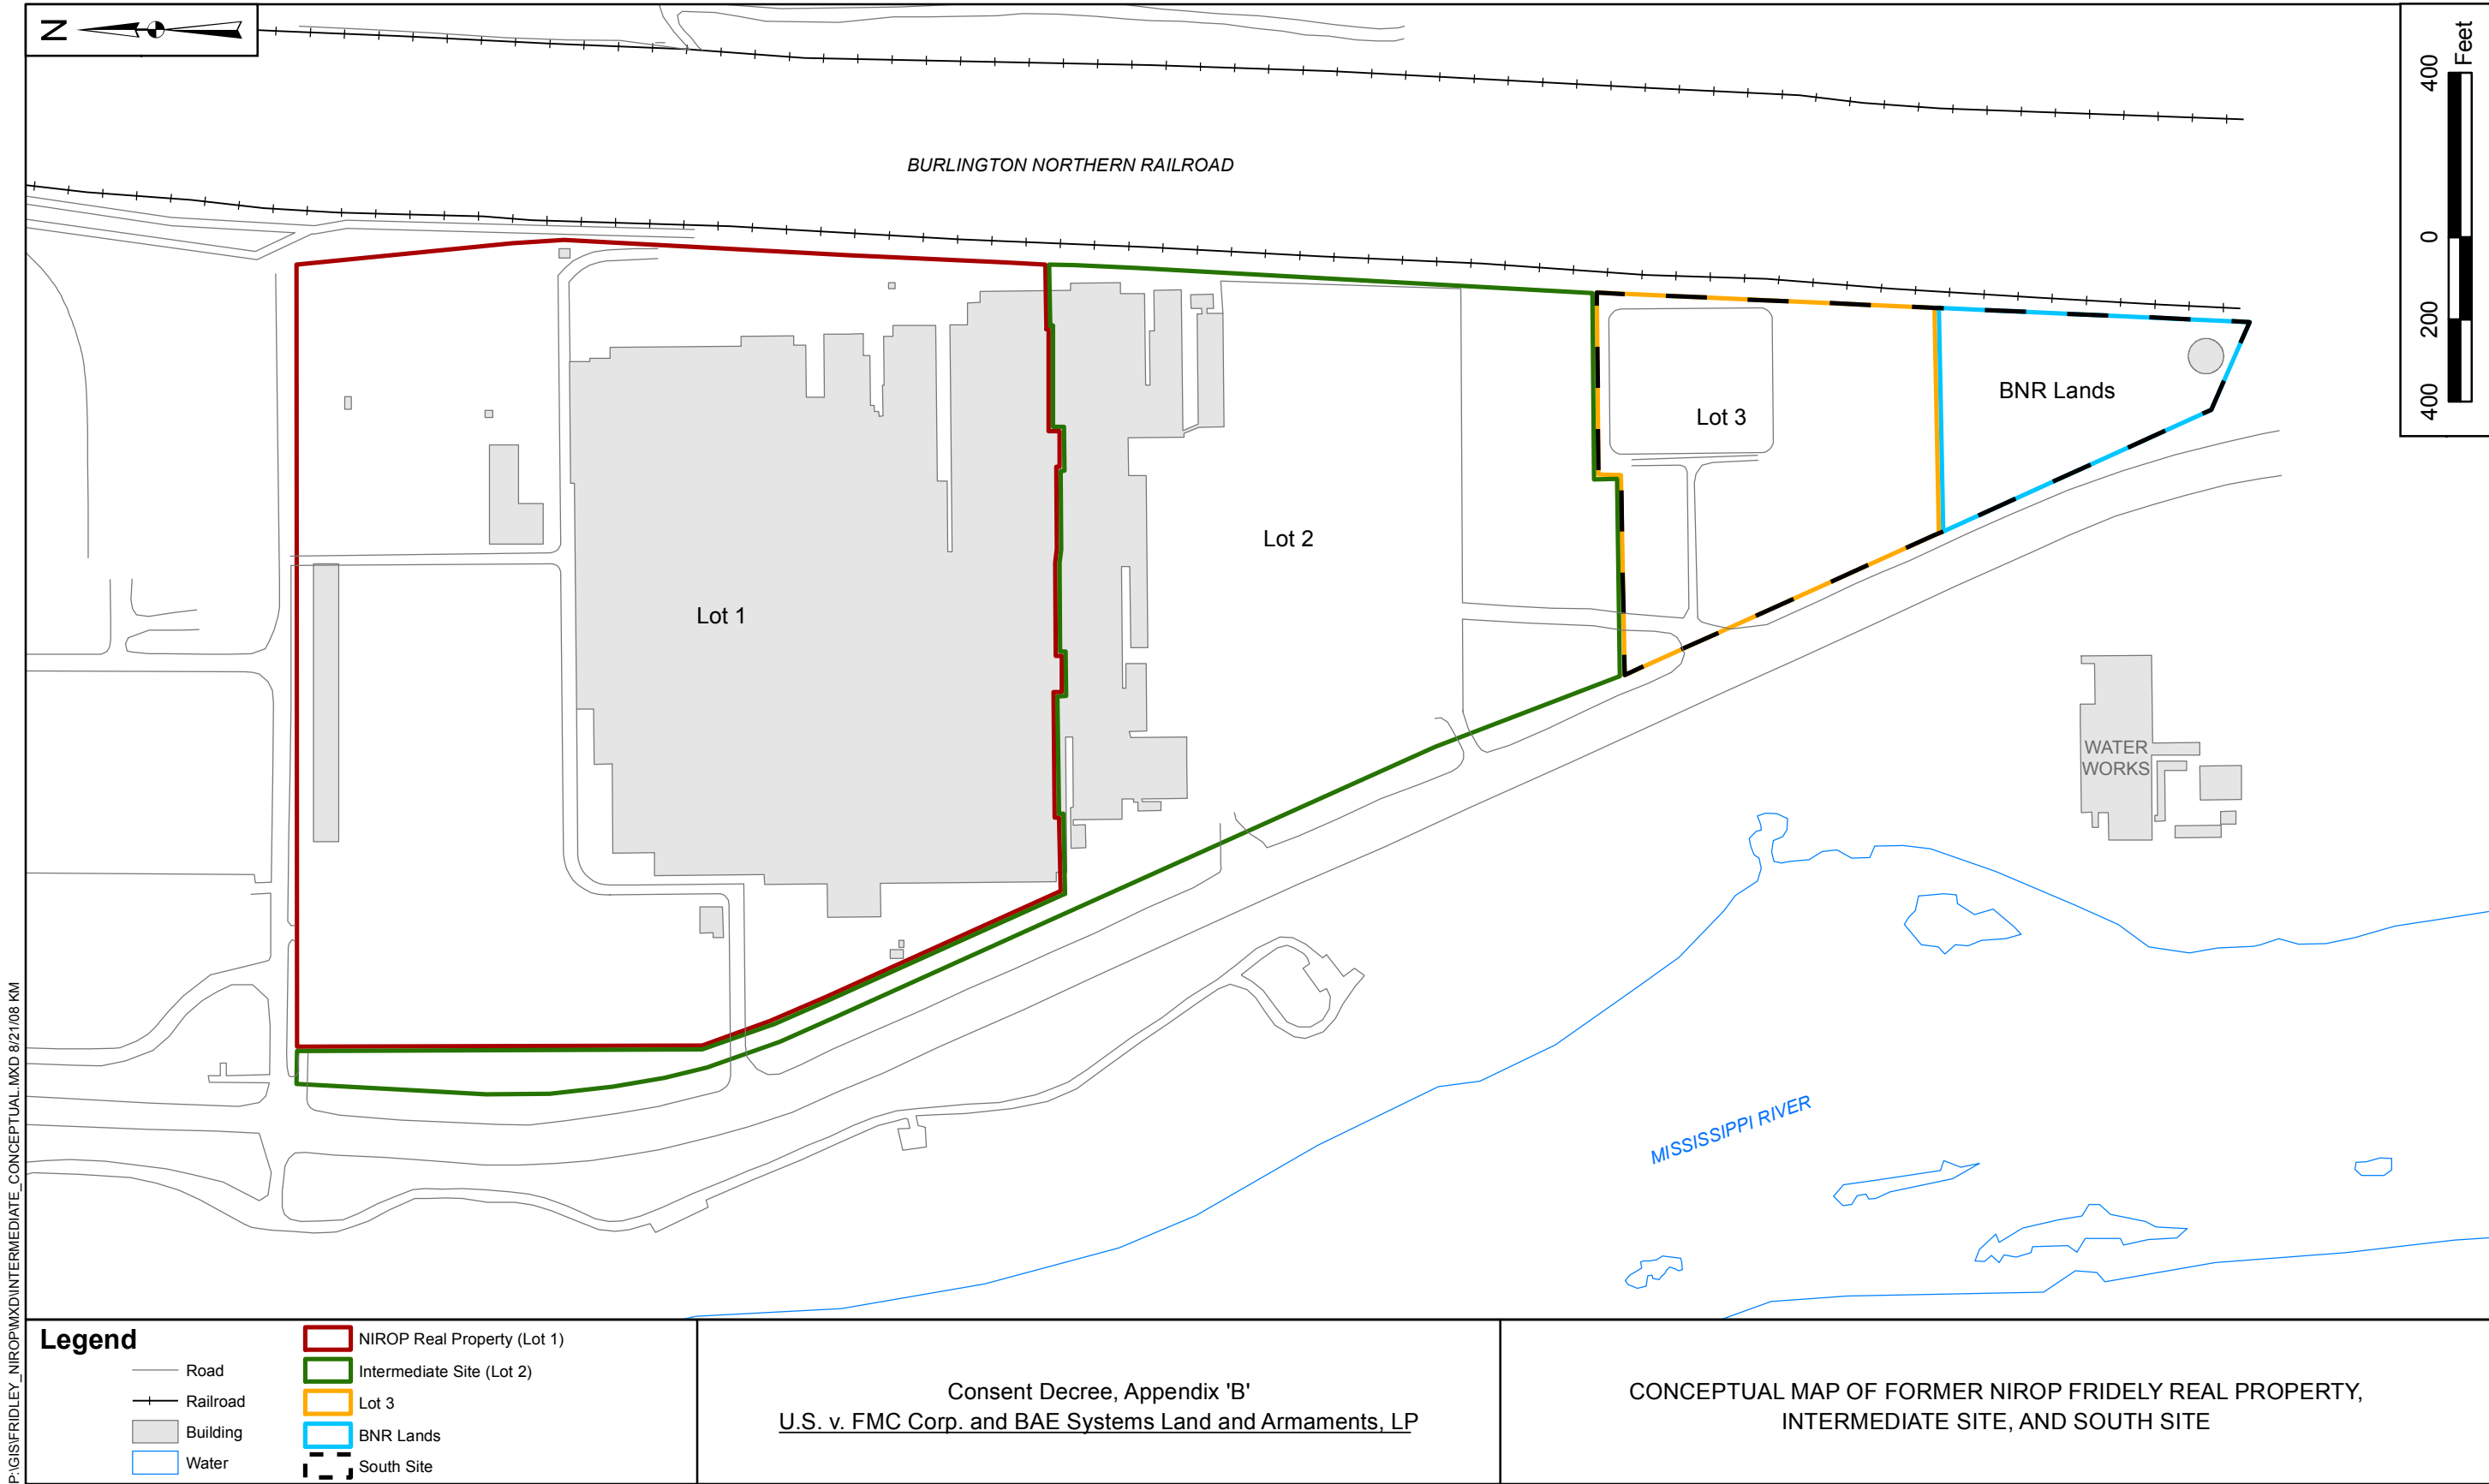 N
400
Feet
0
200
400
BURLINGTON NORTHERN RAILROAD
BNR Lands
Lot 3
Lot 2
Lot 1
WATER
WORKS
MISSISSIPPI RIVER
P:\GIS\FRIDLEY_NIROP\MXD\INTERMEDIATE_CONCEPTUAL.MXD 8/21/08 KM
Legend
Road
Railroad
Building
Water
NIROP Real Property (Lot 1)
Intermediate Site (Lot 2)
Lot 3
BNR Lands
South Site
Consent Decree, Appendix 'B'
U.S. v. FMC Corp. and BAE Systems Land and Armaments, LP
CONCEPTUAL MAP OF FORMER NIROP FRIDELY REAL PROPERTY,
INTERMEDIATE SITE, AND SOUTH SITE